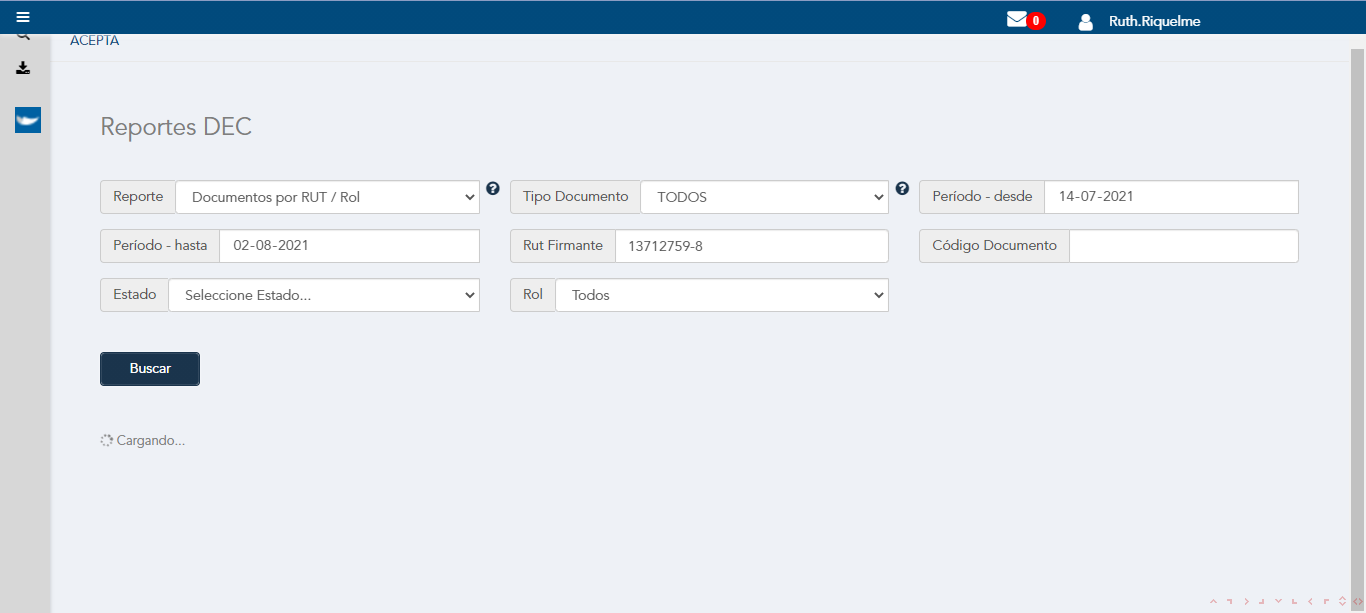 0 Ruth.Riquelme
ACEPTA
Reportes DEC
Reporte Documentos por RUT / Rol ? Tipo Documento TODOS ? Período - desde 14-07-2021
Período - hasta 02-08-2021 Rut Firmante 13712759-8 Código Documento
Estado Seleccione Estado... Rol Todos
Buscar
Cargando...